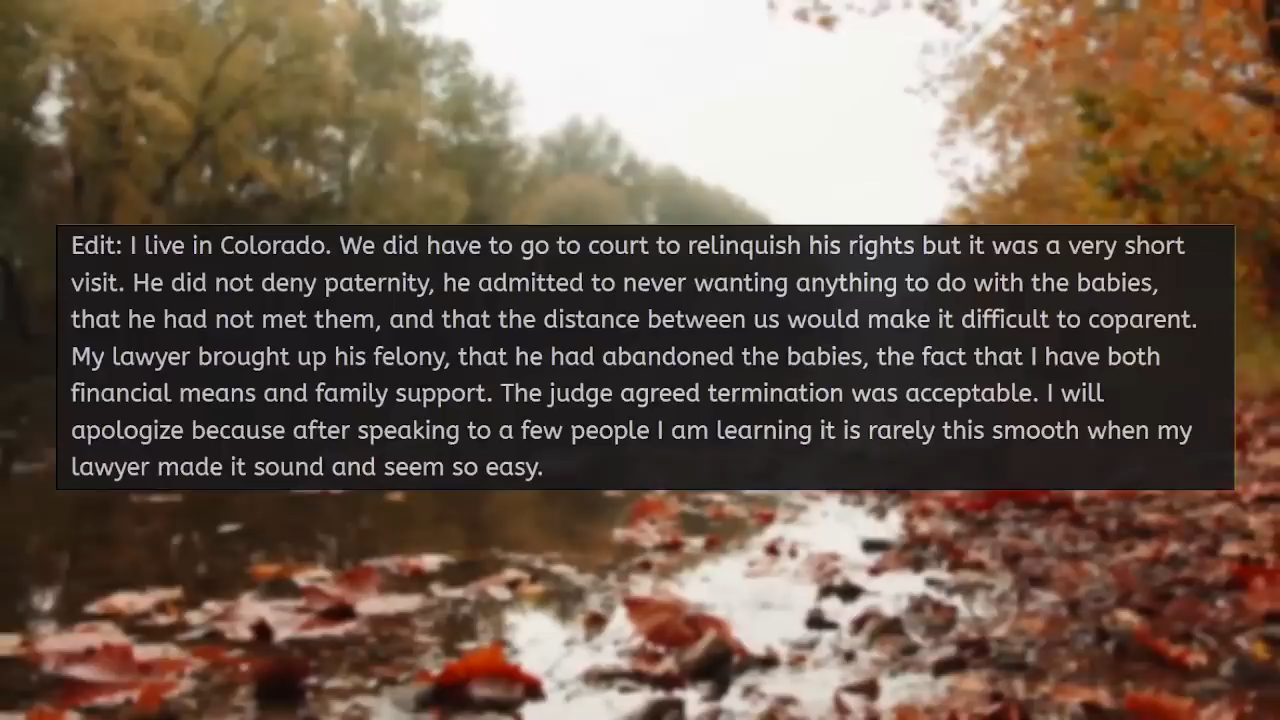 Edit: I live in Colorado. We did have to go to court to relinquish his rights but it was a very short
visit. He did not deny paternity, he admitted to never wanting anything to do with the babies,
that he had not met them, and that the distance between us would make it difficult to coparent.
My lawyer brought up his felony, that he had abandoned the babies, the fact that I have both
financial means and family support. The judge agreed termination was acceptable. I will
apologize because after speaking to a few people I am learning it is rarely this smooth when my
lawyer made it sound and seem so easy.